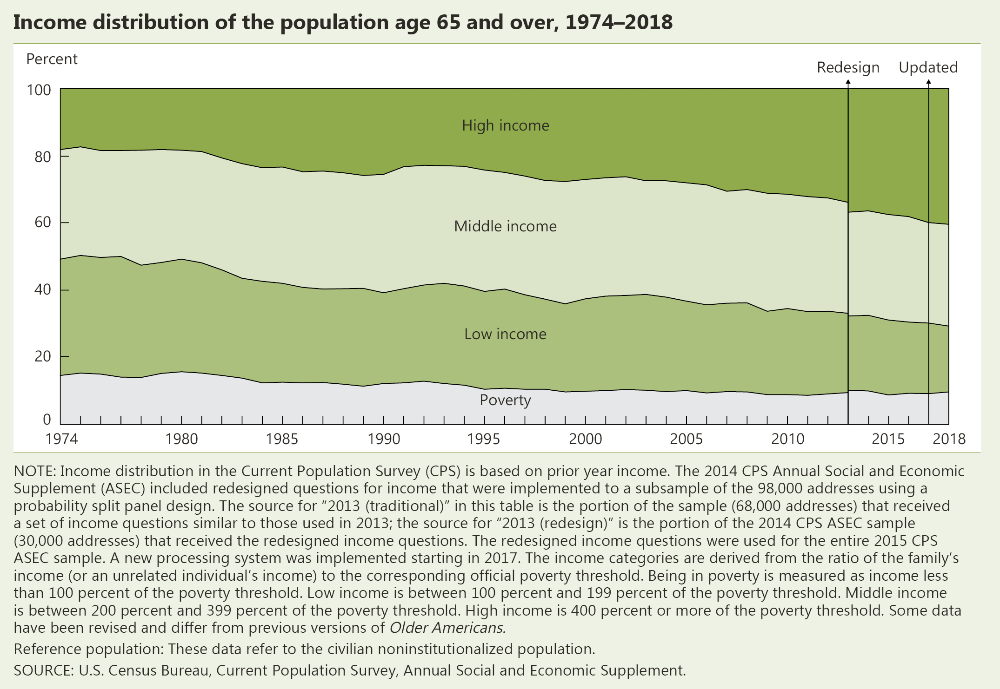 Income distribution of the population age 65 and over, 1974–2018
Percent
Redesign
Updated
100
80
60
40
20
0
High income
Middle income
Low income
Poverty
1974
1980
1985
1990
1995
2000
2005
2010
2015
2018
NOTE: Income distribution in the Current Population Survey (CPS) is based on prior year income. The 2014 CPS Annual Social and Economic
Supplement (ASEC) included redesigned questions for income that were implemented to a subsample of the 98,000 addresses using a
probability split panel design. The source for “2013 (traditional)” in this table is the portion of the sample (68,000 addresses) that received
a set of income questions similar to those used in 2013; the source for “2013 (redesign)” is the portion of the 2014 CPS ASEC sample
(30,000 addresses) that received the redesigned income questions. The redesigned income questions were used for the entire 2015 CPS
ASEC sample. A new processing system was implemented starting in 2017. The income categories are derived from the ratio of the family’s
income (or an unrelated individual’s income) to the corresponding official poverty threshold. Being in poverty is measured as income less
than 100 percent of the poverty threshold. Low income is between 100 percent and 199 percent of the poverty threshold. Middle income
is between 200 percent and 399 percent of the poverty threshold. High income is 400 percent or more of the poverty threshold. Some data
have been revised and differ from previous versions of Older Americans.
Reference population: These data refer to the civilian noninstitutionalized population.
SOURCE: U.S. Census Bureau, Current Population Survey, Annual Social and Economic Supplement.